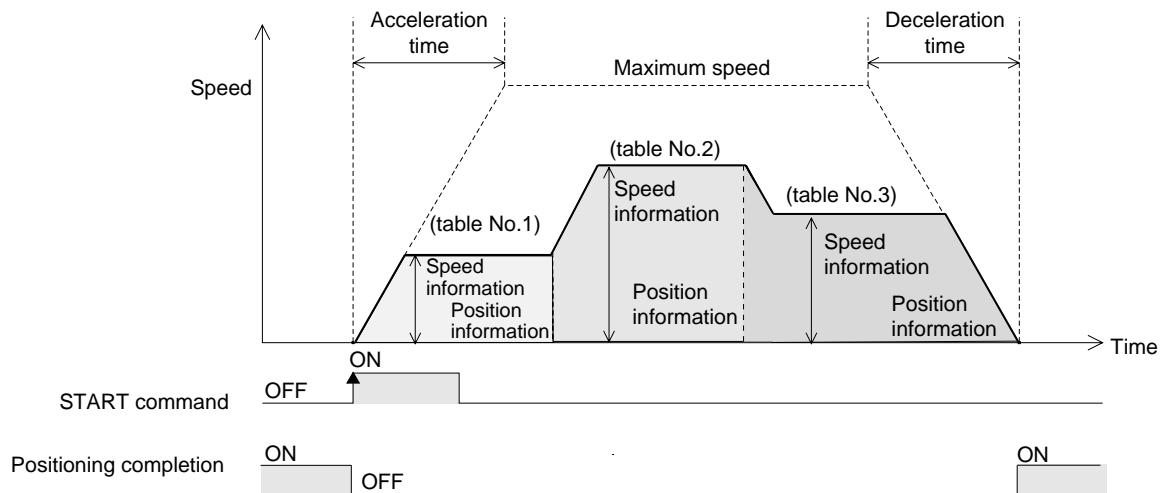 Acceleration
time
Deceleration
time
Maximum speed
Speed
(table No.2)
Speed
information
(table No.3)
(table No.1)
Speed
information
Speed
information
Position
information
Position
information
Position
information
Time
ON
OFF
START command
ON
ON
Positioning completion
OFF